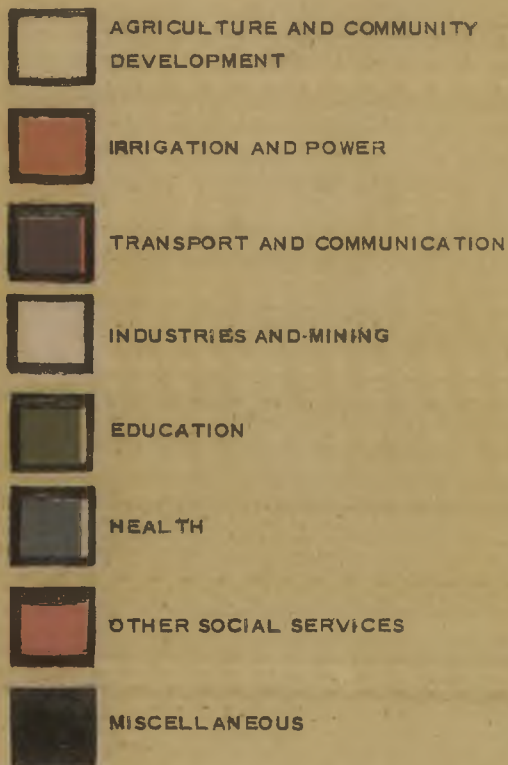 AGRICULTURE AND COMMUNITY
DEVELOPMENT
IRRIGATION AND POWER
TRANSPORT AND COMMUNICATION
INDUSTRIES AND-MINING
EDUCATION
HEALTH
OTHER SOCIAL SERVICES
MISCELLANEOUS